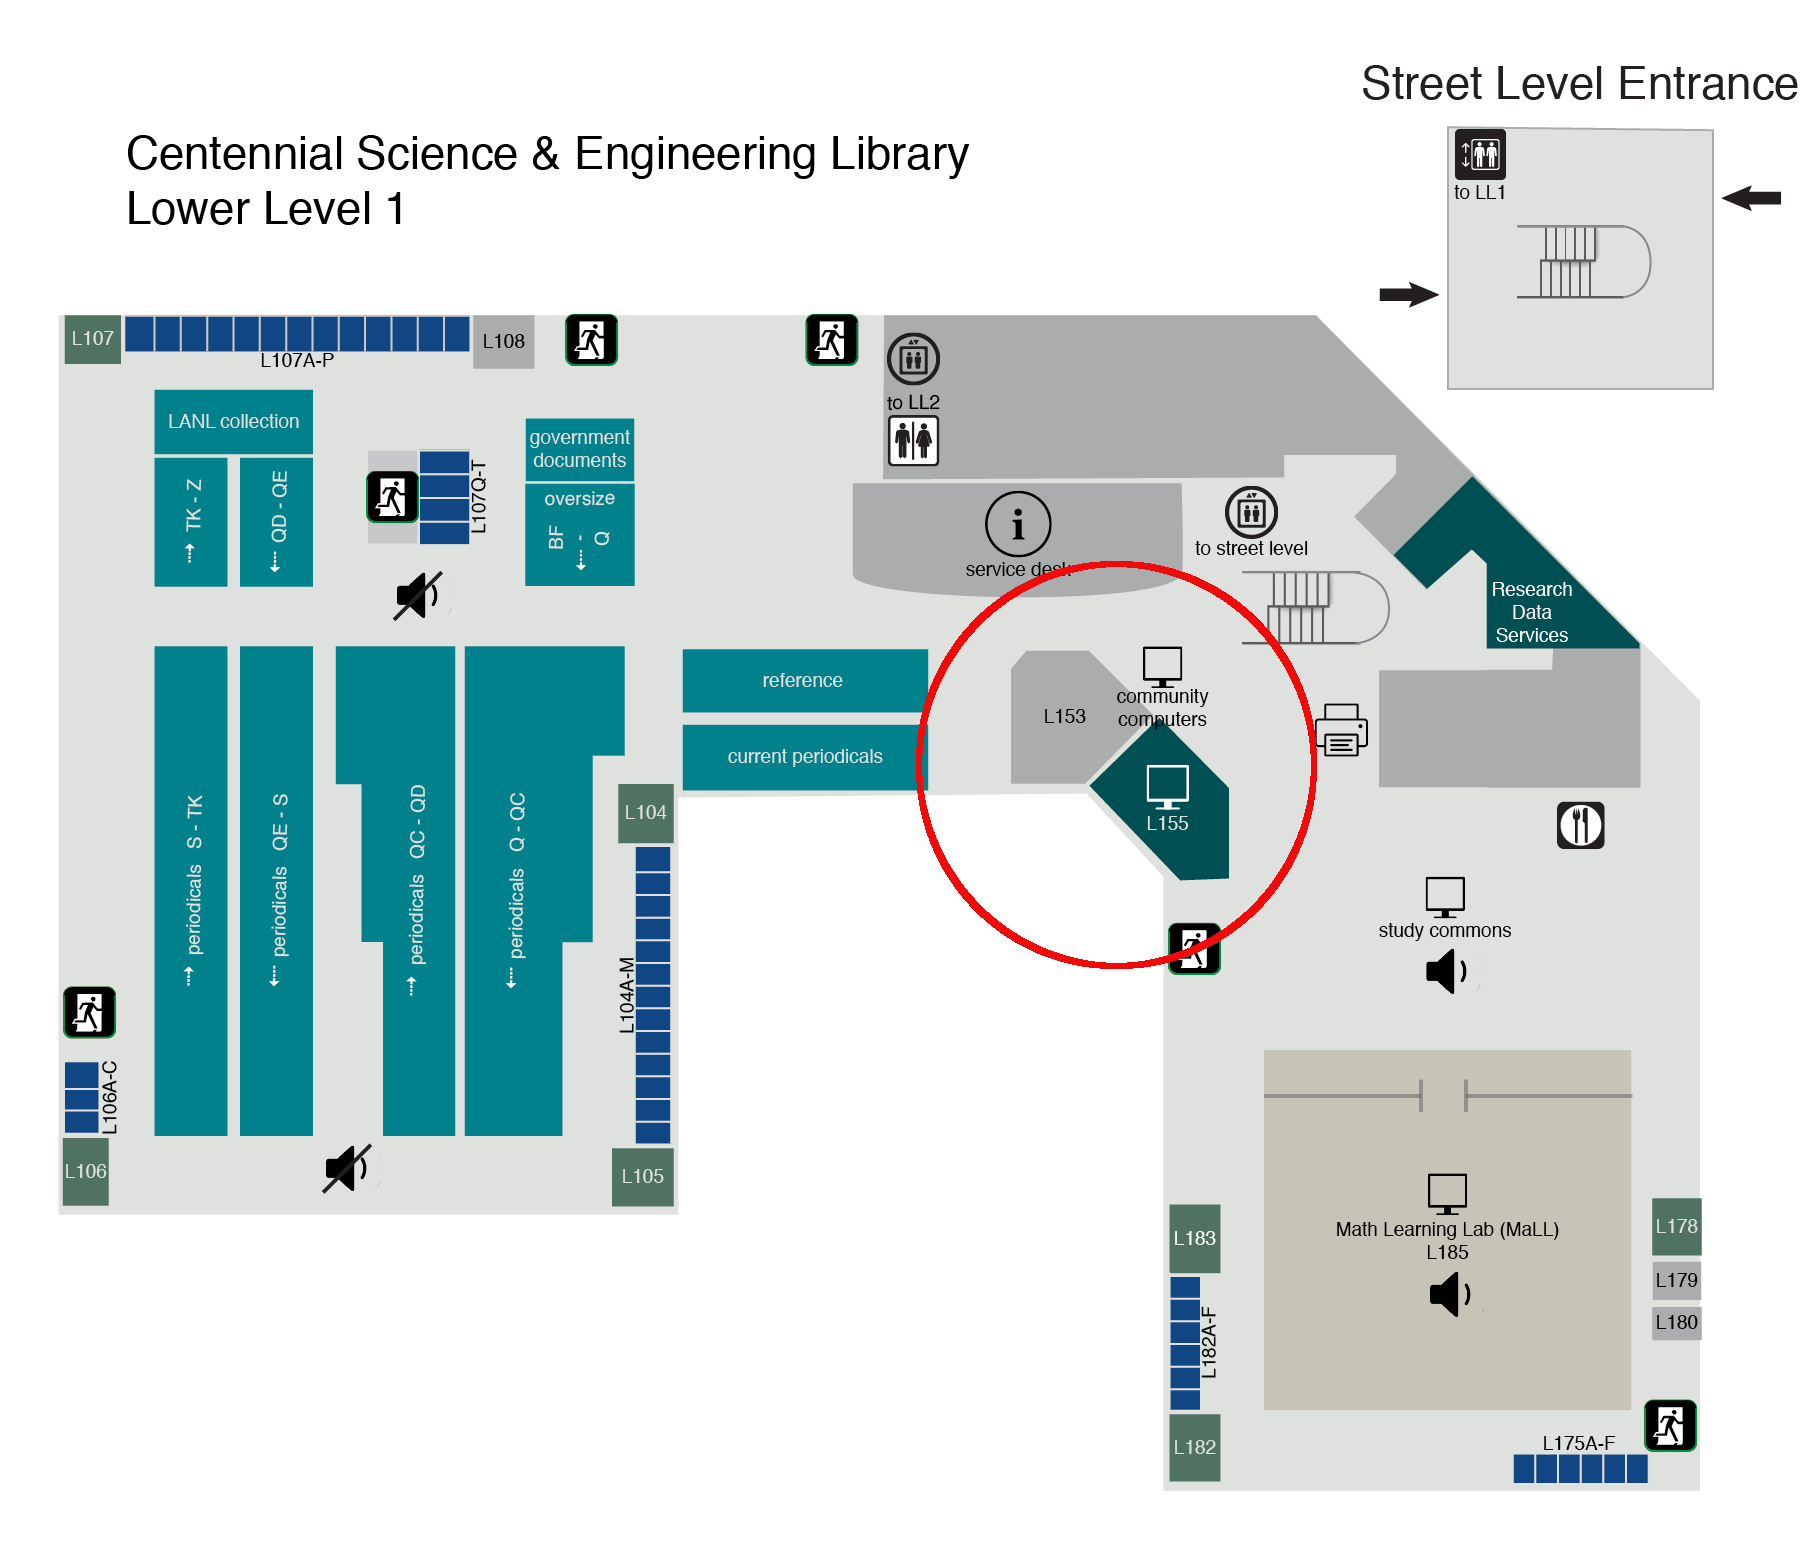 Street Level Entrance
to LL1
Centennial Science & Engineering Library
Lower Level 1
L107
L107A-P
L108
to LL2
LANL collection
government
documents
TK - Z
QD - QE
L107Q-T
oversize
BF - Q
service desk
to street level
Research
Data
Services
reference
current periodicals
L153
community
computers
L155
periodicals S - TK
periodicals QE - S
periodicals QC - QD
periodicals Q - QC
L104
L104A-M
study commons
L106A-C
L106
L105
L183
L182A-F
L182
Math Learning Lab (MaLL)
L185
L178
L179
L180
L175A-F